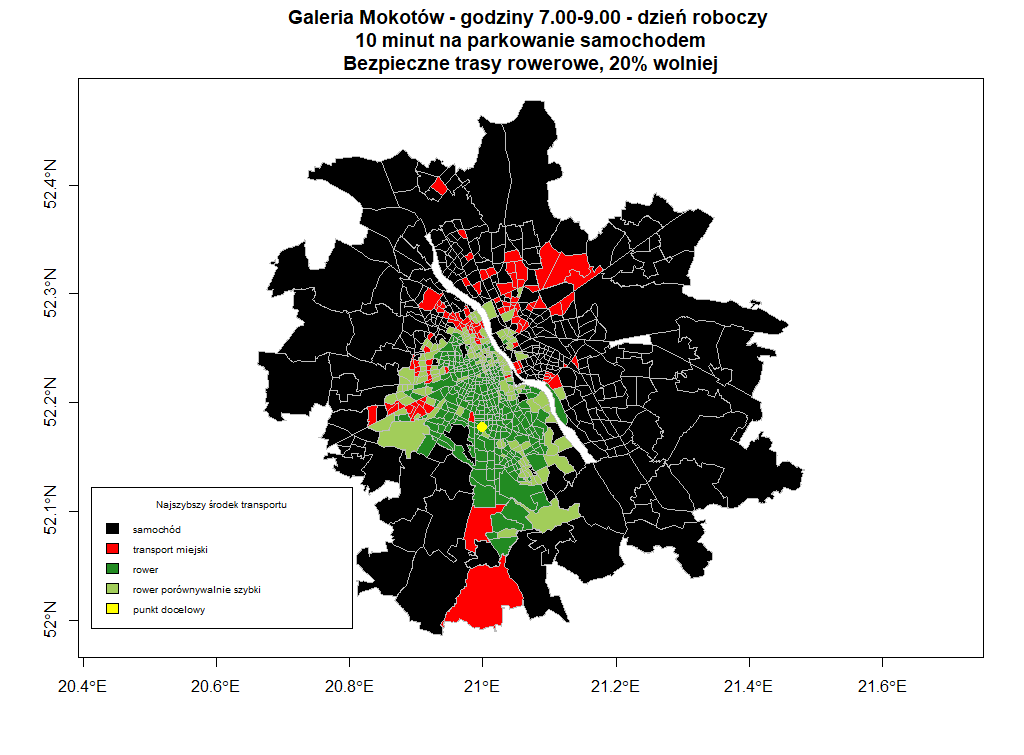 Galeria Mokotów - godziny 7.00-9.00 - dzień roboczy
10 minut na parkowanie samochodem
Bezpieczne trasy rowerowe, 20% wolniej
52.4°N
52.3°N
52.2°N
52.1°N
52°N
Najszybszy środek transportu
samochód
transport miejski
rower
rower porównywalnie szybki
punkt docelowy
20.4°E 20.6°E 20.8°E 21°E 21.2°E 21.4°E 21.6°E